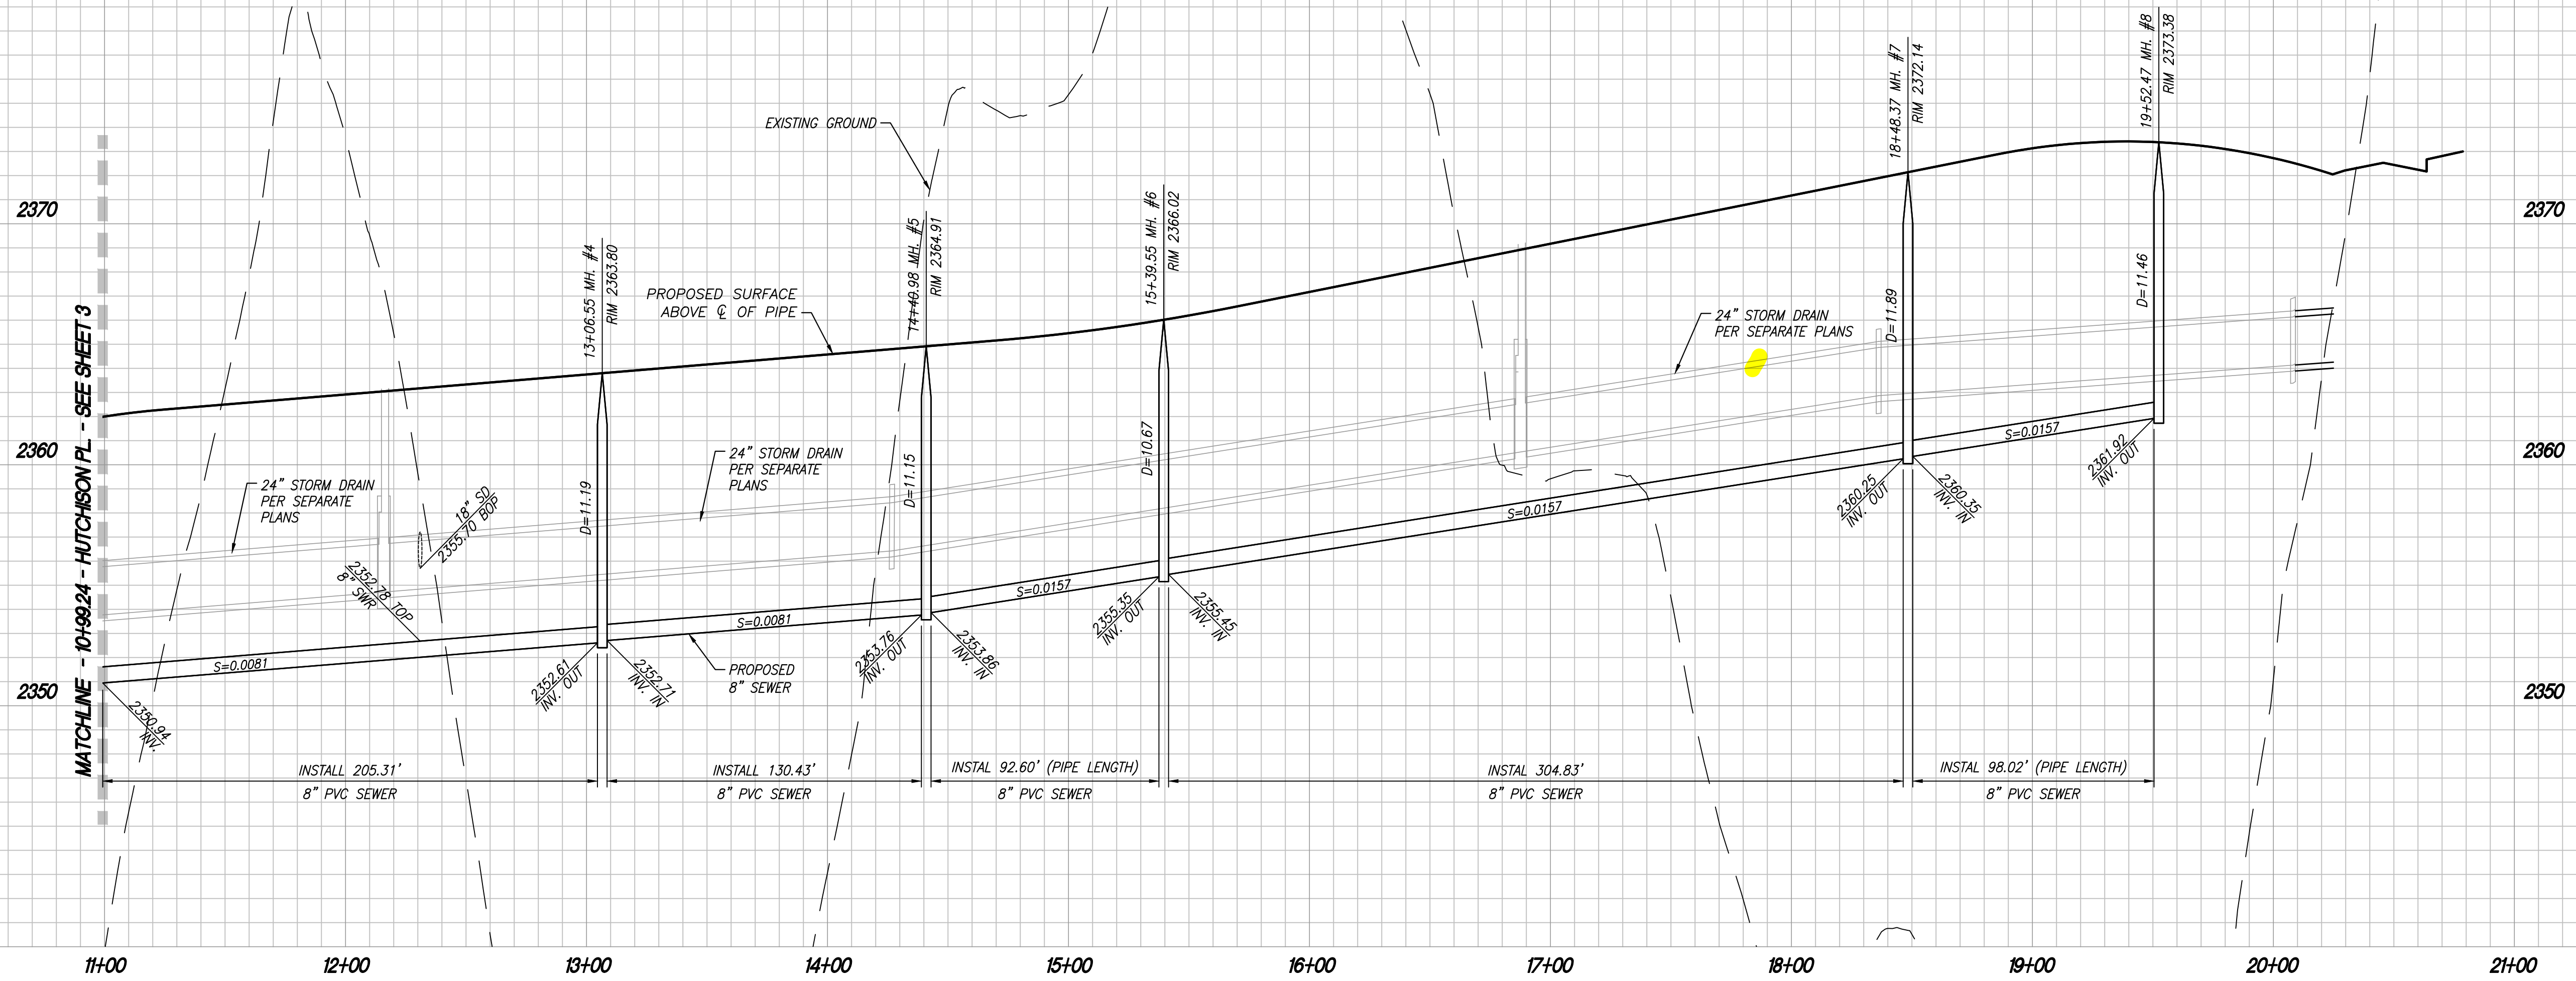 MATCHLINE - 10+99.24 - HUTCHISON PL. - SEE SHEET 3
2370
2360
2350
24" STORM DRAIN
PER SEPARATE
PLANS
2350.94
INV.
S=0.0081
2352.78 TOP
8" SWR
18" SD
2355.70 BOP
13+06.55 MH. #4
RIM 2363.80
D=11.19
2352.61
INV. OUT
2352.71
INV. IN
PROPOSED SURFACE
ABOVE ℄ OF PIPE
24" STORM DRAIN
PER SEPARATE
PLANS
S=0.0081
PROPOSED
8" SEWER
EXISTING GROUND
14+40.98 MH. #5
RIM 2364.91
D=11.15
2353.76
INV. OUT
2353.86
INV. IN
S=0.0157
15+39.55 MH. #6
RIM 2366.02
D=10.67
2355.35
INV. OUT
2355.45
INV. IN
S=0.0157
24" STORM DRAIN
PER SEPARATE PLANS
18+48.37 MH. #7
RIM 2372.14
D=11.89
2360.25
INV. OUT
2360.35
INV. IN
S=0.0157
19+52.47 MH. #8
RIM 2373.38
D=11.46
2361.92
INV. OUT
2370
2360
2350
INSTALL 205.31'
8" PVC SEWER
INSTALL 130.43'
8" PVC SEWER
INSTAL 92.60' (PIPE LENGTH)
8" PVC SEWER
INSTAL 304.83'
8" PVC SEWER
INSTAL 98.02' (PIPE LENGTH)
8" PVC SEWER
11+00
12+00
13+00
14+00
15+00
16+00
17+00
18+00
19+00
20+00
21+00